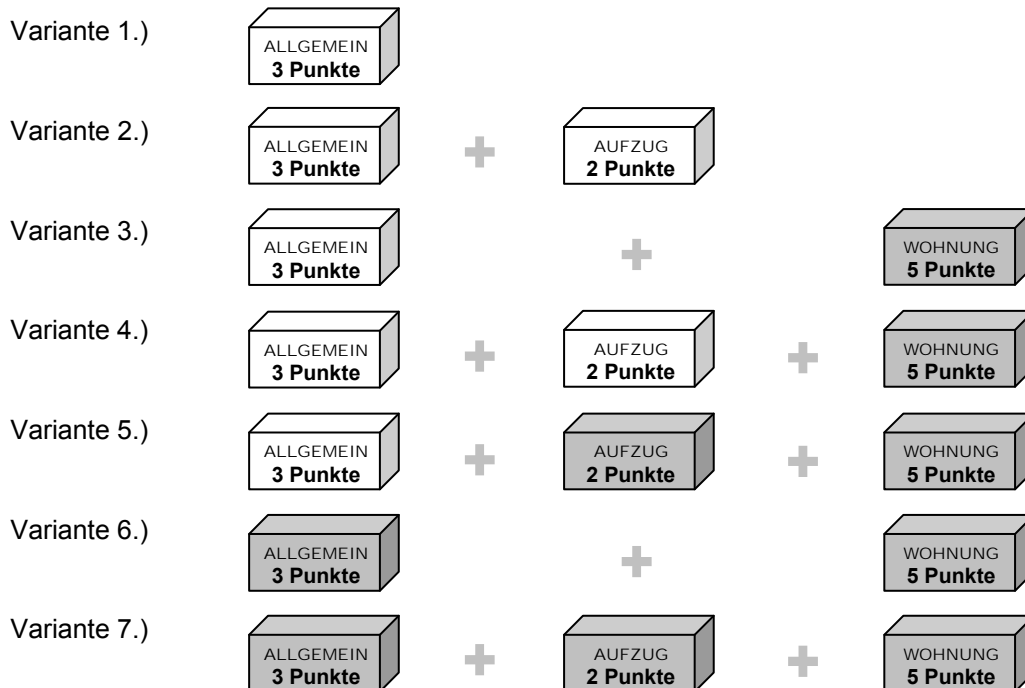 Variante 1.)
ALLGEMEIN
3 Punkte
Variante 2.)
ALLGEMEIN
3 Punkte
AUFZUG
2 Punkte
Variante 3.)
ALLGEMEIN
3 Punkte
WOHNUNG
5 Punkte
Variante 4.)
ALLGEMEIN
3 Punkte
AUFZUG
2 Punkte
WOHNUNG
5 Punkte
Variante 5.)
ALLGEMEIN
3 Punkte
AUFZUG
2 Punkte
WOHNUNG
5 Punkte
Variante 6.)
ALLGEMEIN
3 Punkte
WOHNUNG
5 Punkte
Variante 7.)
ALLGEMEIN
3 Punkte
AUFZUG
2 Punkte
WOHNUNG
5 Punkte